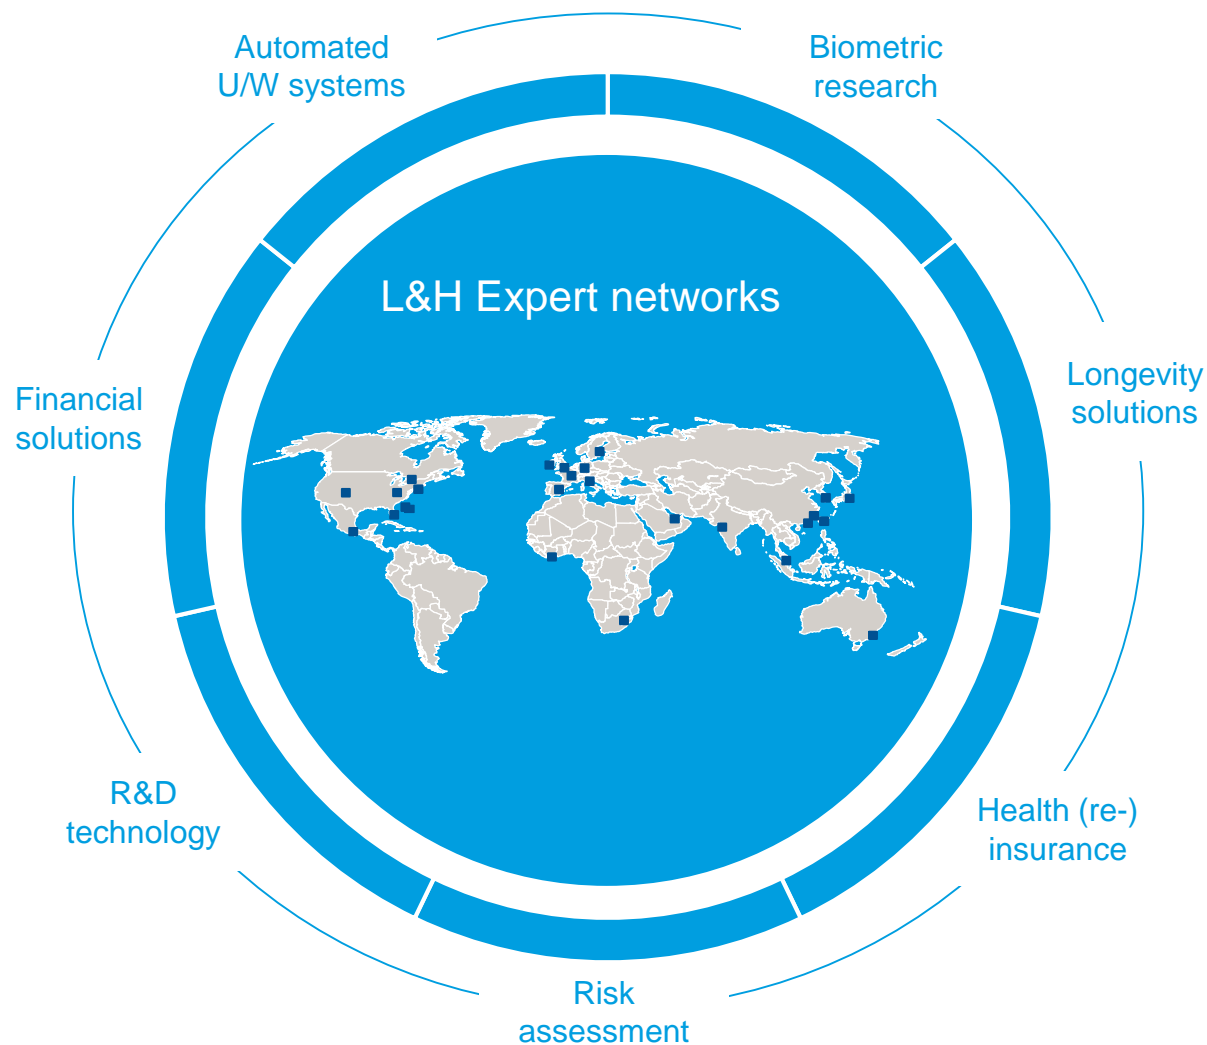 Automated
U/W systems
Biometric
research
L&H Expert networks
Longevity
solutions
Financial
solutions
R&D
technology
Health (re-)
insurance
Risk
assessment